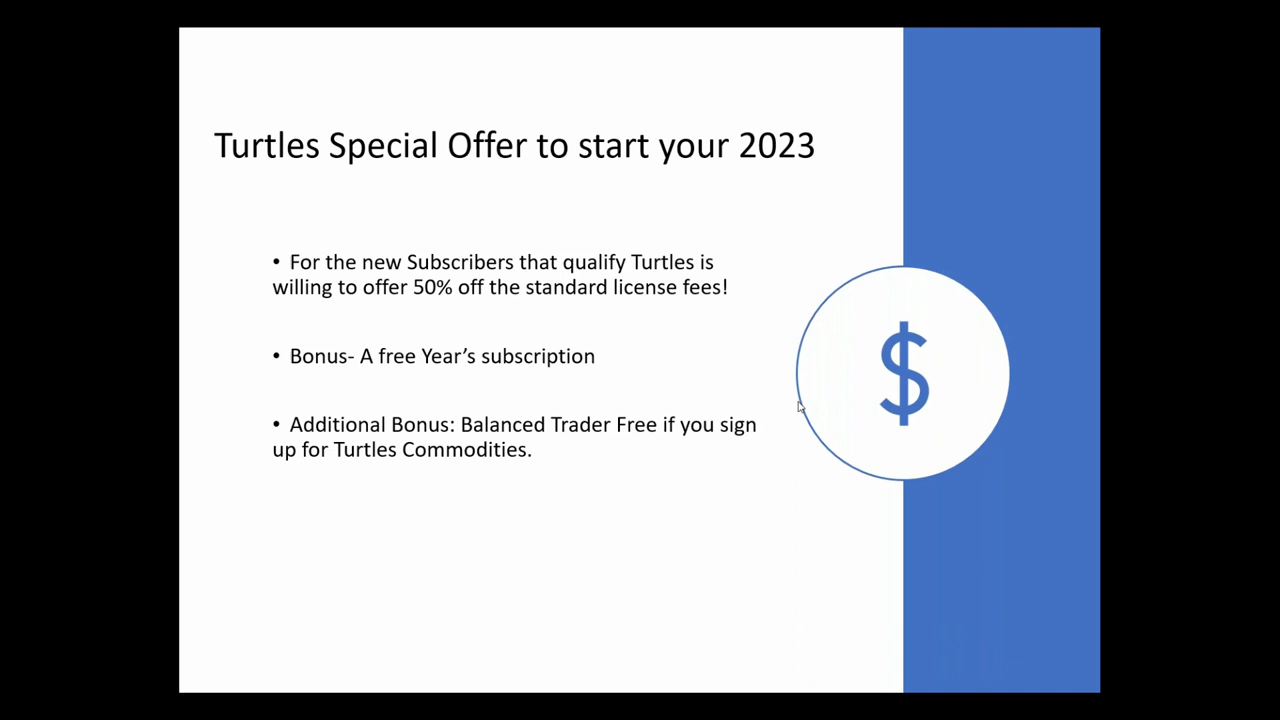 Turtles Special Offer to start your 2023
• For the new Subscribers that qualify Turtles is
willing to offer 50% off the standard license fees!
• Bonus- A free Year’s subscription
• Additional Bonus: Balanced Trader Free if you sign
up for Turtles Commodities.
$